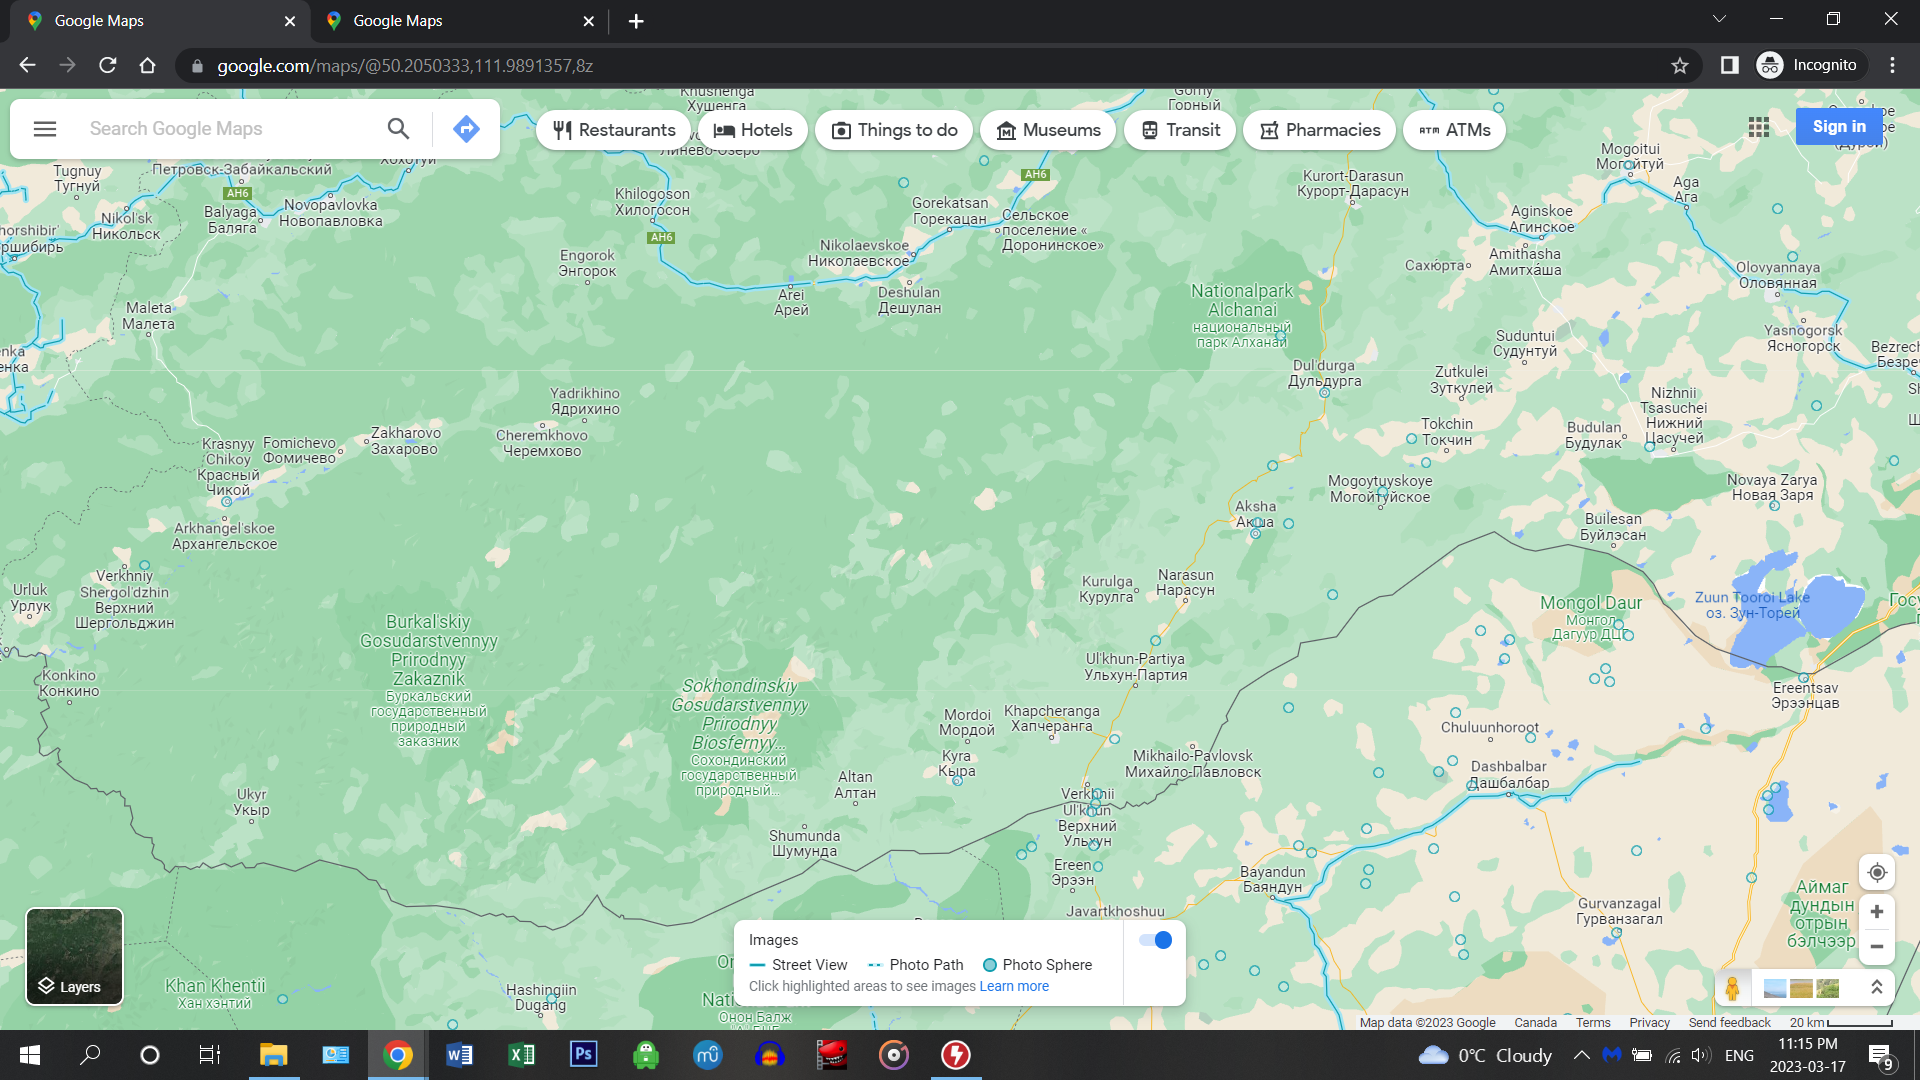 Google Maps
Google Maps
google.com/maps/@50.2050333,111.9891357,8z
Incognito
Search Google Maps
Restaurants
Hotels
Things to do
Museums
Transit
Pharmacies
ATMs
Sign in
Khushenga
Хушенга
Gorny
Горный
Линево-Озеро
Tugnuy
Тугнуй
Петровск-Забайкальский
Хохотуй
AH6
Nikol'sk
Никольск
Balyaga
Баляга
Novopavlovka
Новопавловка
Khilogoson
Хилогосон
AH6
Engorok
Энгорок
Gorekatsan
Горекацан
AH6
Сельское
поселение «
Доронинское»
Nikolaevskoe
Николаевское
Arei
Арей
Deshulan
Дешулан
Kurort-Darasun
Курорт-Дарасун
Mogoitui
Могойтуй
Aga
Ага
Aginskoe
Агинское
Amithasha
Амитхаша
Сахюрта
Olovyannaya
Оловянная
Nationalpark
Alchanai
национальный
парк Алханай
Maleta
Малета
Suduntui
Судунтуй
Yasnogorsk
Ясногорск
Dul'durga
Дульдурга
Zutkulei
Зуткулей
Nizhnii
Tsasuchei
Нижний
Цасучей
Yadrikhino
Ядрихино
Cheremkhovo
Черемхово
Zakharovo
Захарово
Fomichevo
Фомичево
Krasnyy
Chikoy
Красный
Чикой
Tokchin
Токчин
Budulan
Будулак
Mogoytuyskoye
Могойтуйское
Novaya Zarya
Новая Заря
Aksha
Акша
Builesan
Буйлэсан
Arkhangel'skoe
Архангельское
Urluk
Урлук
Verkhniy
Shergol'dzhin
Верхний
Шергольджин
Kurulga
Курулга
Narasun
Нарасун
Mongol Daur
Монгол
Дагуур ДЦГ
Zuun Tooroi Lake
оз. Зун-Торей
Burkal'skiy
Gosudarstvennyy
Prirodnyy
Zakaznik
Буркальский
государственный
природный
заказник
Konkino
Конкино
Ul'khun-Partiya
Ульхун-Партия
Sokhondinskiy
Gosudarstvennyy
Prirodnyy
Biosfernyy...
Сохондинский
государственный
природный...
Ereentsav
Эрээнцав
Mordoi
Мордой
Khapcheranga
Хапчеранга
Chuluunhoroot
Kyra
Кыра
Mikhailo-Pavlovsk
Михайло-Павловск
Dashbalbar
Дашбалбар
Altan
Алтан
Ukyr
Укыр
Verkhnii
Ul'khun
Верхний
Ульхун
Shumunda
Шумунда
Ereen
Эрээн
Bayandun
Баяндун
Gurvanzagal
Гурванзагал
Аймаг
дундын
отрын
бэлчээр
Javartkhoshuu
Khan Khentii
Хан хэнтий
Hashingiin
Dugang
Онон Балж
Layers
Images
Street View
Photo Path
Photo Sphere
Click highlighted areas to see images Learn more
Map data ©2023 Google
Canada
Terms
Privacy
Send feedback
20 km
0°C Cloudy
ENG
11:15 PM
2023-03-17
9